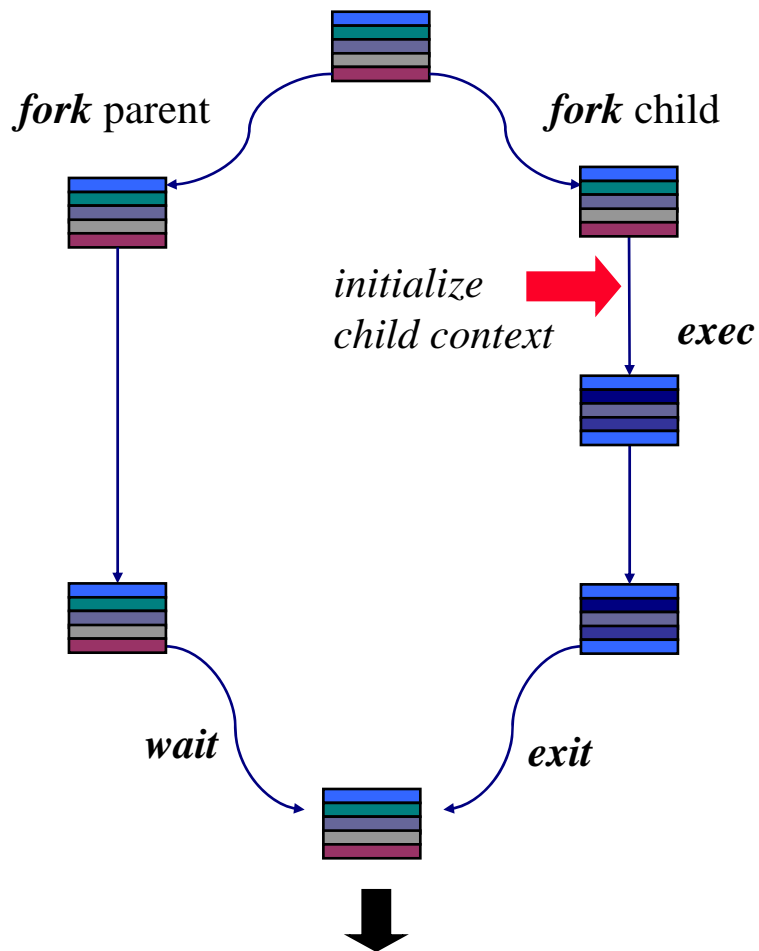 fork parent
fork child
initialize
child context
exec
wait
exit